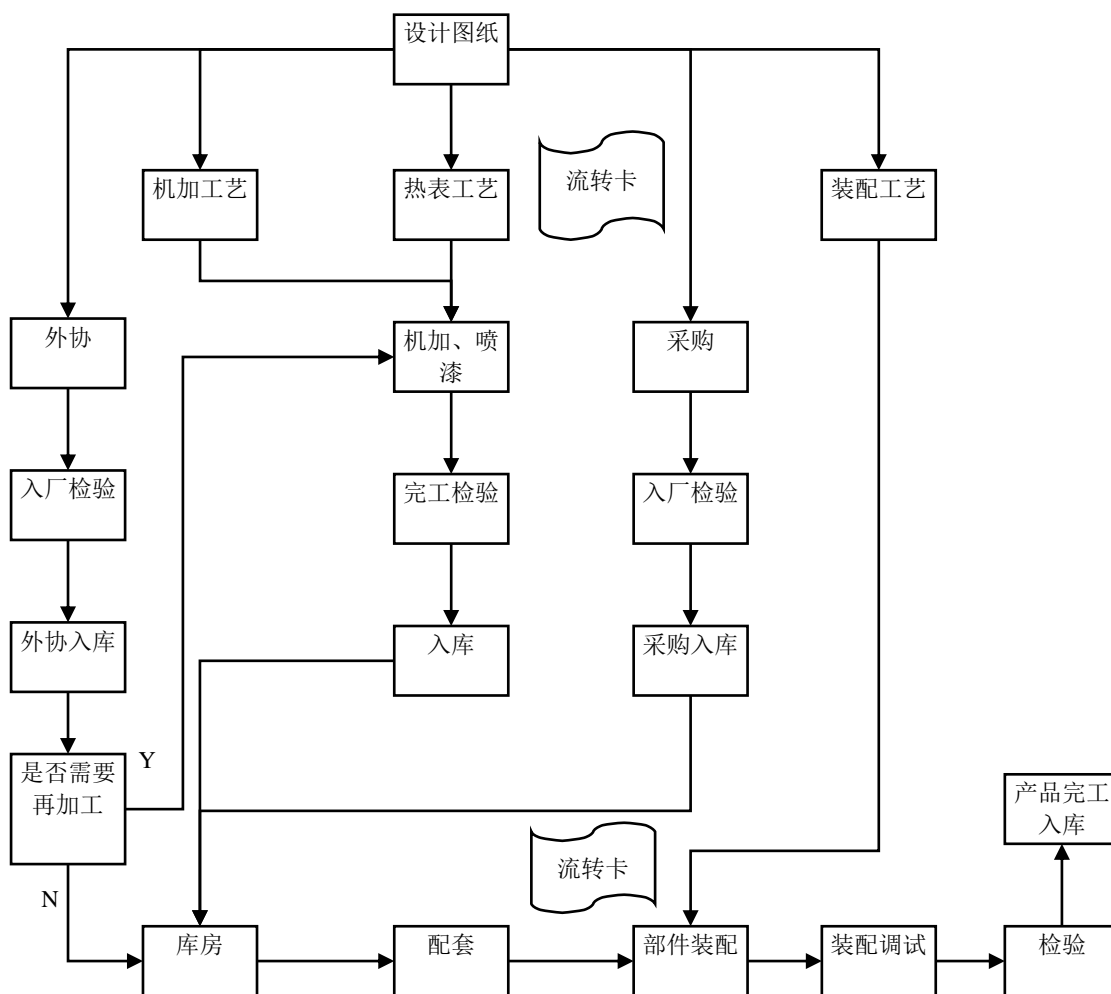 设计图纸
流转卡
机加工艺
热表工艺
装配工艺
外协
机加、喷
漆
采购
入厂检验
完工检验
入厂检验
外协入库
入库
采购入库
Y
是否需要
再加工
产品完工
入库
流转卡
N
库房
配套
部件装配
装配调试
检验